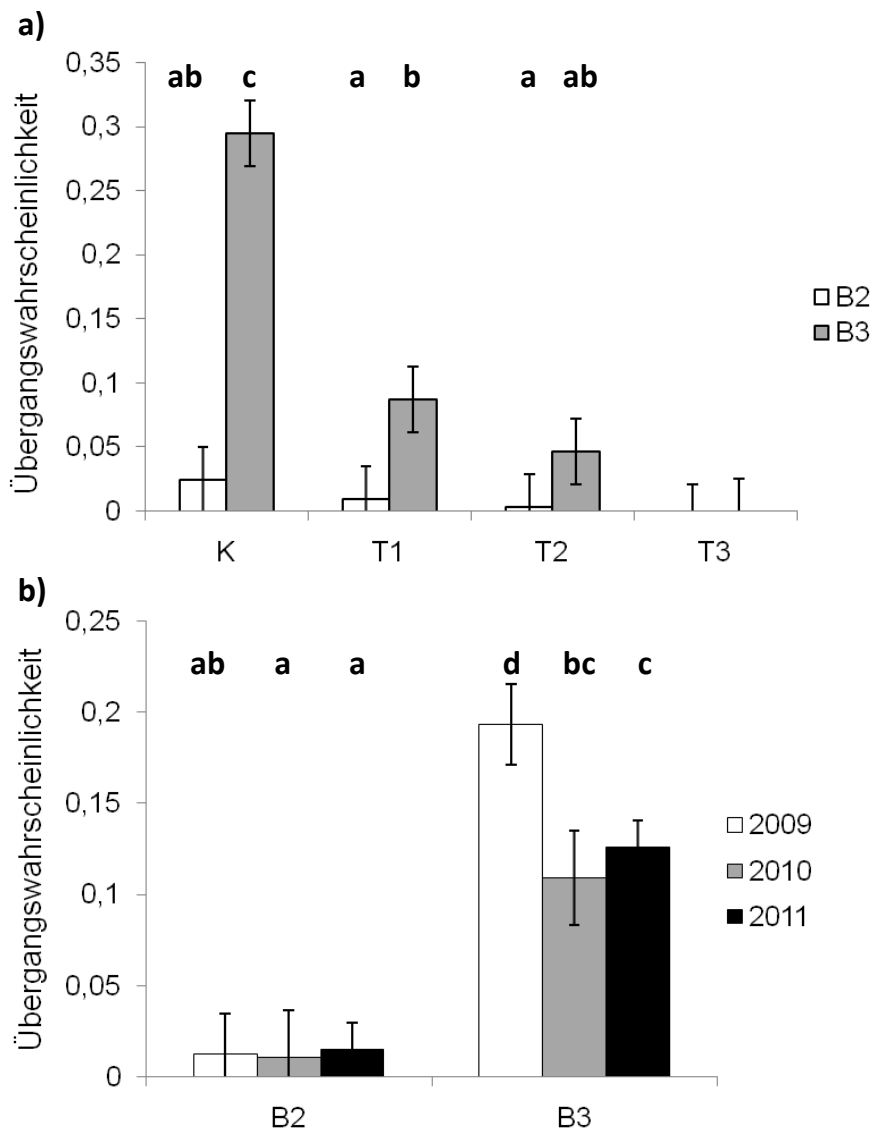 a)
Übergangswahrscheinlichkeit
0,35
0,3
0,25
0,2
0,15
0,1
0,05
0
ab c a b a ab
K T1 T2 T3
B2
B3
b)
Übergangswahrscheinlichkeit
0,25
0,2
0,15
0,1
0,05
0
ab a a d bc c
B2 B3
2009
2010
2011